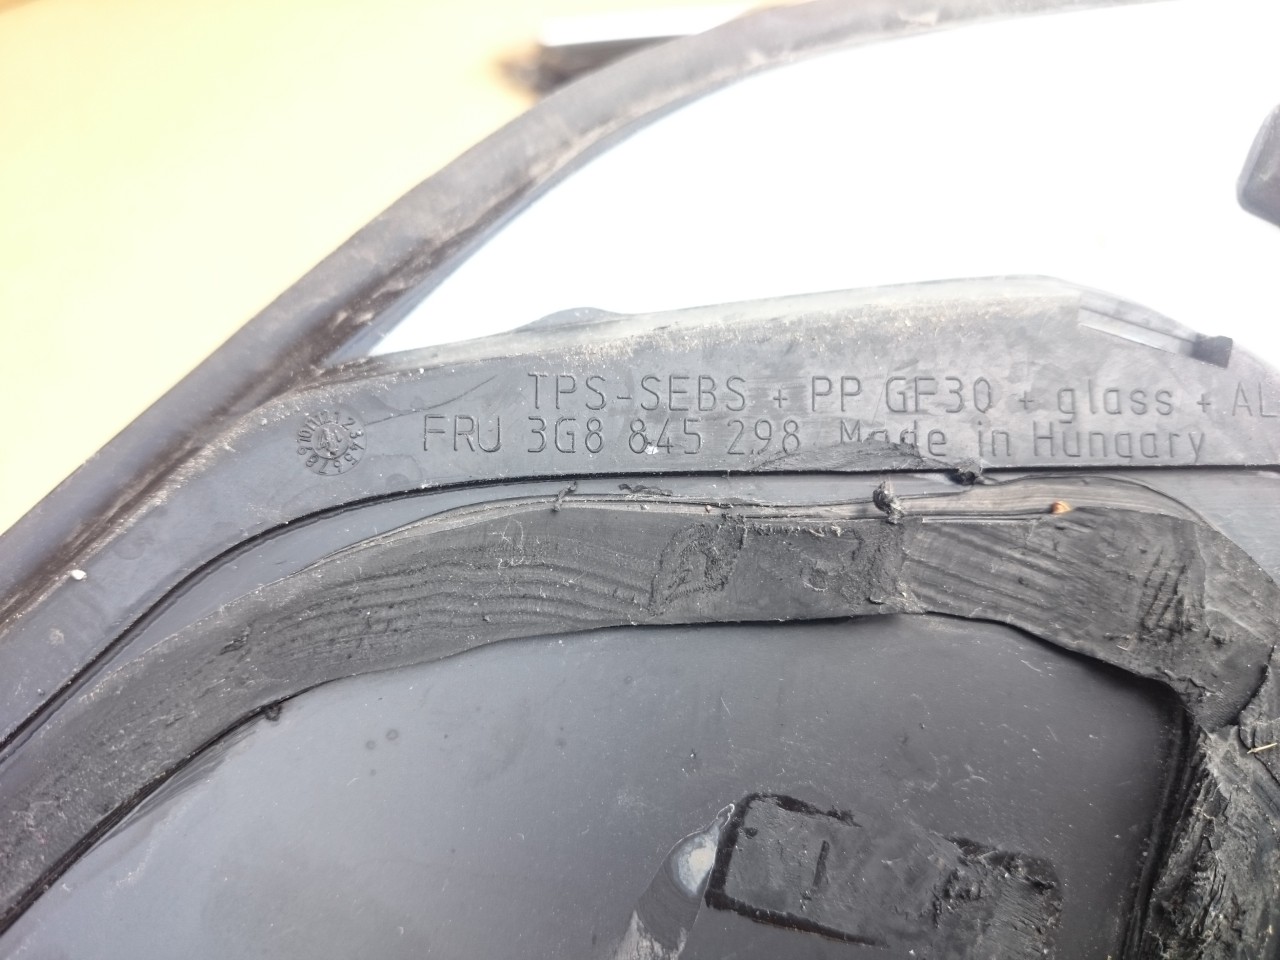 TPS-SEBS + PP GF30 + glass + AL
FRU 3G8 845 298 Made in Hungary